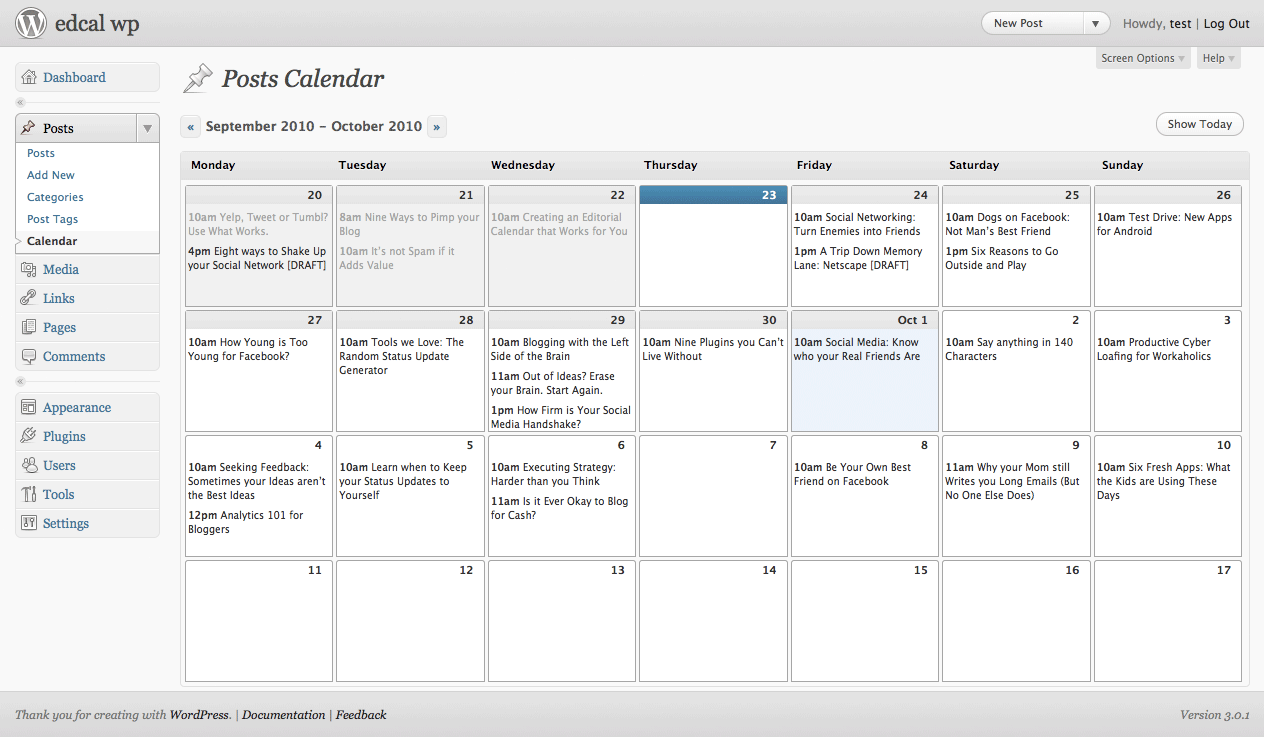 edcal wp
New Post
Howdy, test | Log Out
Screen Options
Help
Dashboard
Posts
Posts
Add New
Categories
Post Tags
Calendar
Media
Links
Pages
Comments
Appearance
Plugins
Users
Tools
Settings
Posts Calendar
« September 2010 – October 2010 »
Show Today
Monday
Tuesday
Wednesday
Thursday
Friday
Saturday
Sunday
20
10am Yelp, Tweet or Tumbl?
Use What Works.
4pm Eight ways to Shake Up
your Social Network [DRAFT]
21
8am Nine Ways to Pimp your
Blog
10am It's not Spam if it
Adds Value
22
10am Creating an Editorial
Calendar that Works for You
23
24
10am Social Networking:
Turn Enemies into Friends
1pm A Trip Down Memory
Lane: Netscape [DRAFT]
25
10am Dogs on Facebook:
Not Man's Best Friend
1pm Six Reasons to Go
Outside and Play
26
10am Test Drive: New Apps
for Android
27
10am How Young is Too
Young for Facebook?
28
10am Tools we Love: The
Random Status Update
Generator
29
10am Blogging with the Left
Side of the Brain
11am Out of Ideas? Erase
your Brain. Start Again.
1pm How Firm is Your Social
Media Handshake?
30
10am Nine Plugins you Can't
Live Without
Oct 1
10am Social Media: Know
who your Real Friends Are
2
10am Say anything in 140
Characters
3
10am Productive Cyber
Loafing for Workaholics
4
10am Seeking Feedback:
Sometimes your Ideas aren't
the Best Ideas
12pm Analytics 101 for
Bloggers
5
10am Learn when to Keep
your Status Updates to
Yourself
6
10am Executing Strategy:
Harder than you Think
11am Is it Ever Okay to Blog
for Cash?
7
8
10am Be Your Own Best
Friend on Facebook
9
11am Why your Mom still
Writes you Long Emails (But
No One Else Does)
10
10am Six Fresh Apps: What
the Kids are Using These
Days
11
12
13
14
15
16
17
Thank you for creating with WordPress. | Documentation | Feedback
Version 3.0.1